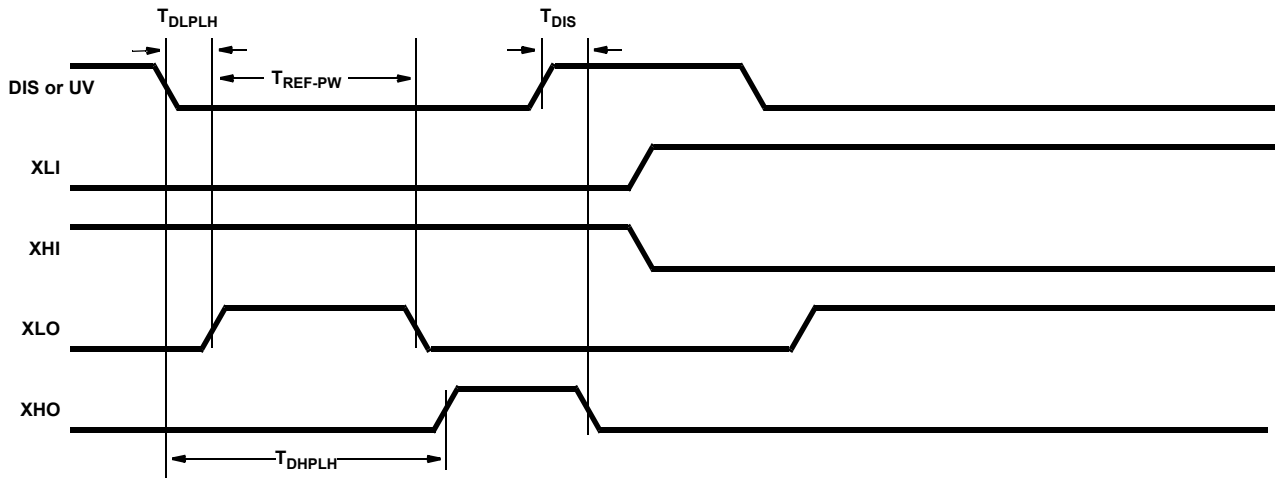 TDLPLH
TDIS
DIS or UV
TREF-PW
XLI
XHI
XLO
XHO
TDHPLH